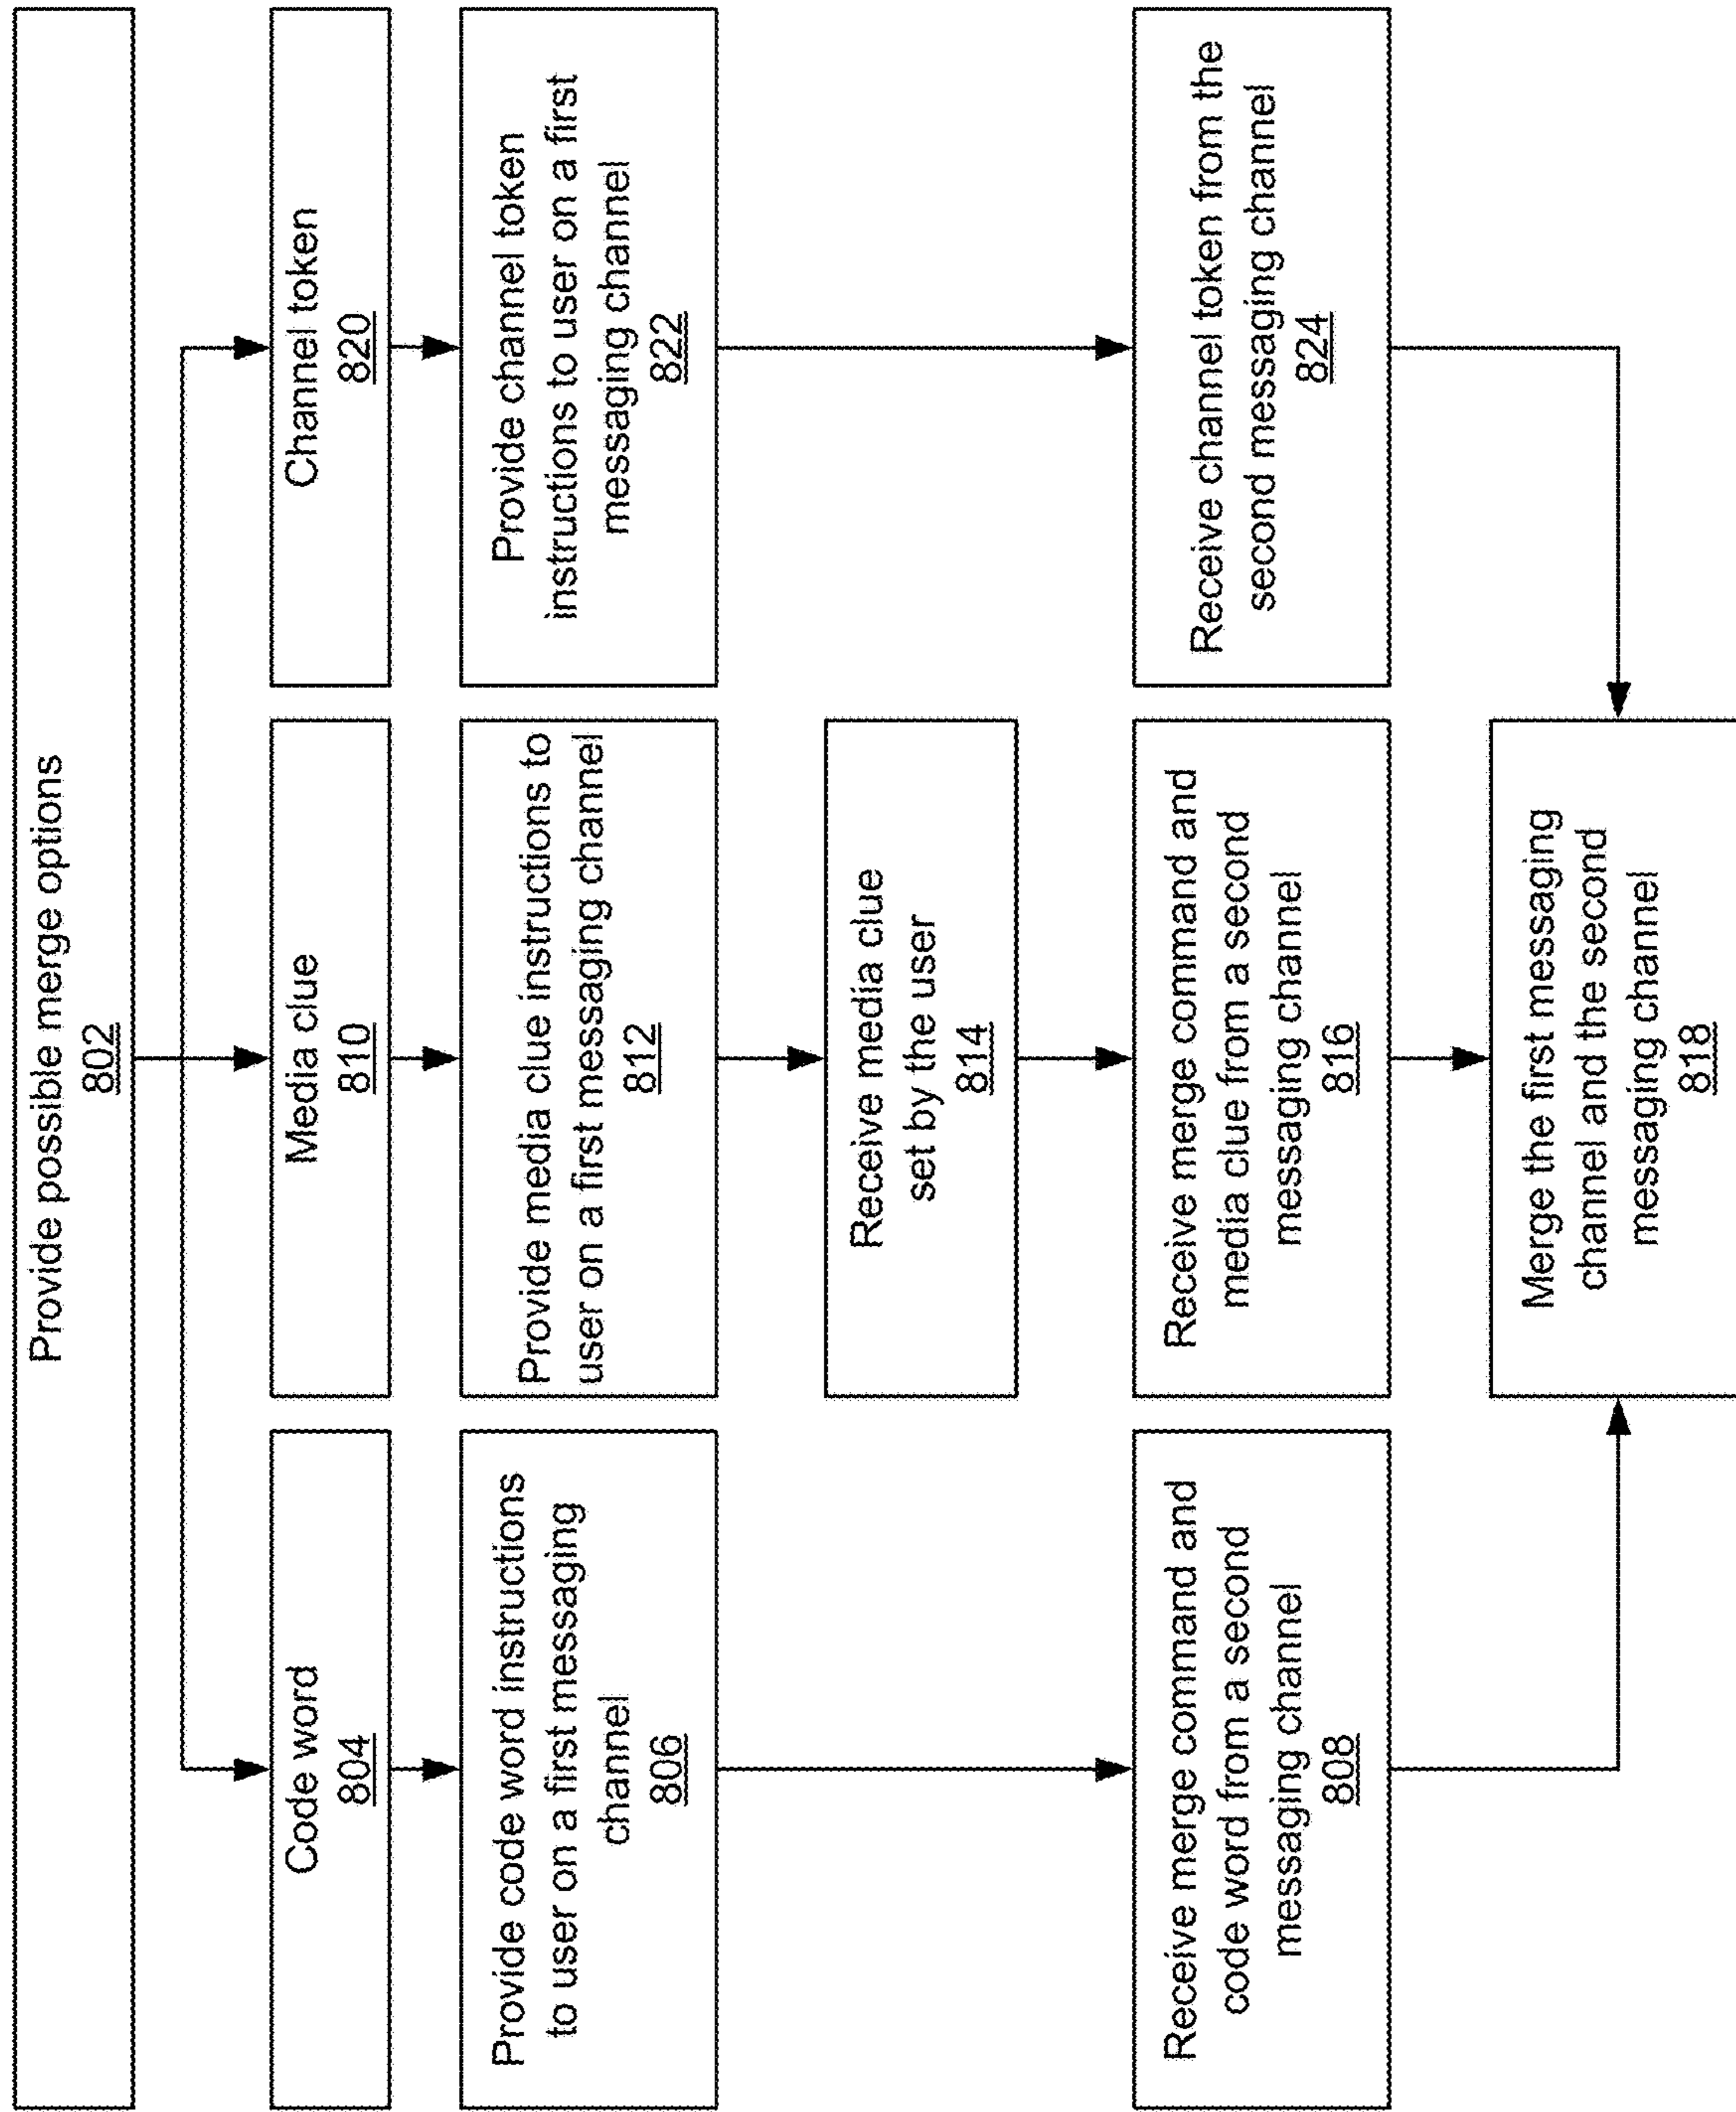 Provide possible merge options
802
Code word
804
Provide code word instructions
to user on a first messaging
channel
806
Receive merge command and
code word from a second
messaging channel
808
Media clue
810
Provide media clue instructions to
user on a first messaging channel
812
Receive media clue
set by the user
814
Receive merge command and
media clue from a second
messaging channel
816
Merge the first messaging
channel and the second
messaging channel
818
Channel token
820
Provide channel token
instructions to user on a first
messaging channel
822
Receive channel token from the
second messaging channel
824